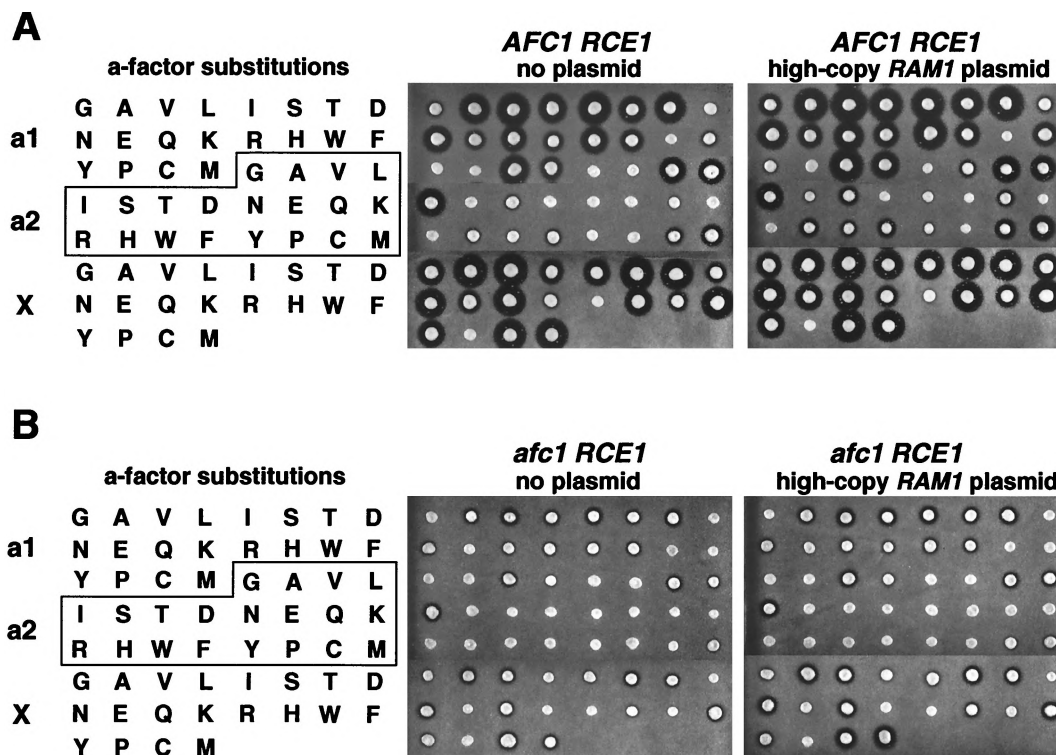 A
a-factor substitutions
AFC1 RCE1
no plasmid
AFC1 RCE1
high-copy RAM1 plasmid
G A V L I S T D
a1 N E Q K R H W F
Y P C M G A V L
a2 I S T D N E Q K
R H W F Y P C M
G A V L I S T D
X N E Q K R H W F
Y P C M
B
a-factor substitutions
afc1 RCE1
no plasmid
afc1 RCE1
high-copy RAM1 plasmid
G A V L I S T D
a1 N E Q K R H W F
Y P C M G A V L
a2 I S T D N E Q K
R H W F Y P C M
G A V L I S T D
X N E Q K R H W F
Y P C M